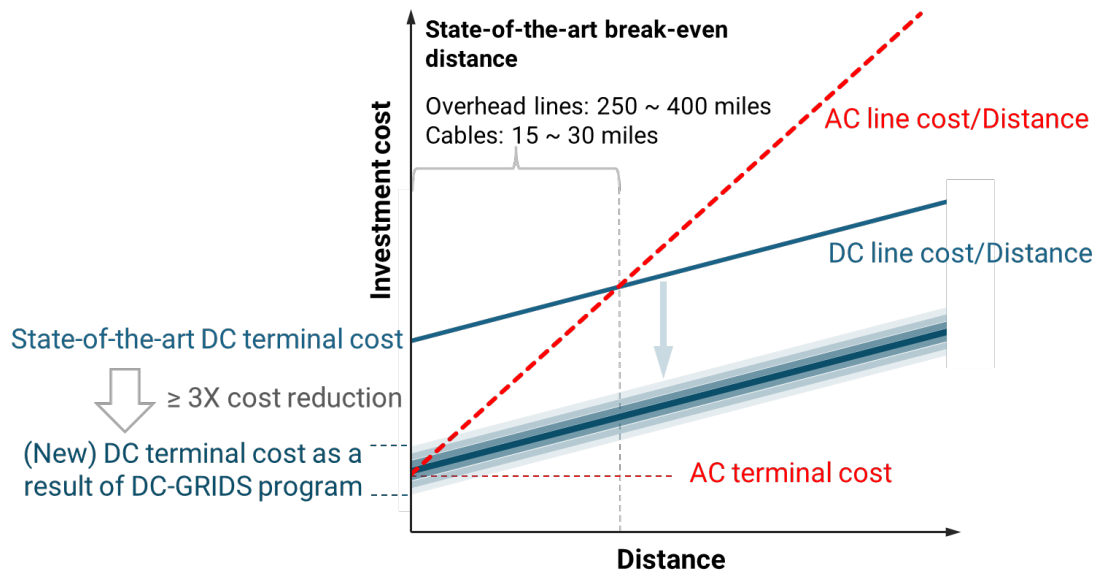 State-of-the-art break-even
distance
Overhead lines: 250 ~ 400 miles
Cables: 15 ~ 30 miles
Investment cost
AC line cost/Distance
DC line cost/Distance
State-of-the-art DC terminal cost
≥ 3X cost reduction
(New) DC terminal cost as a
result of DC-GRIDS program
AC terminal cost
Distance